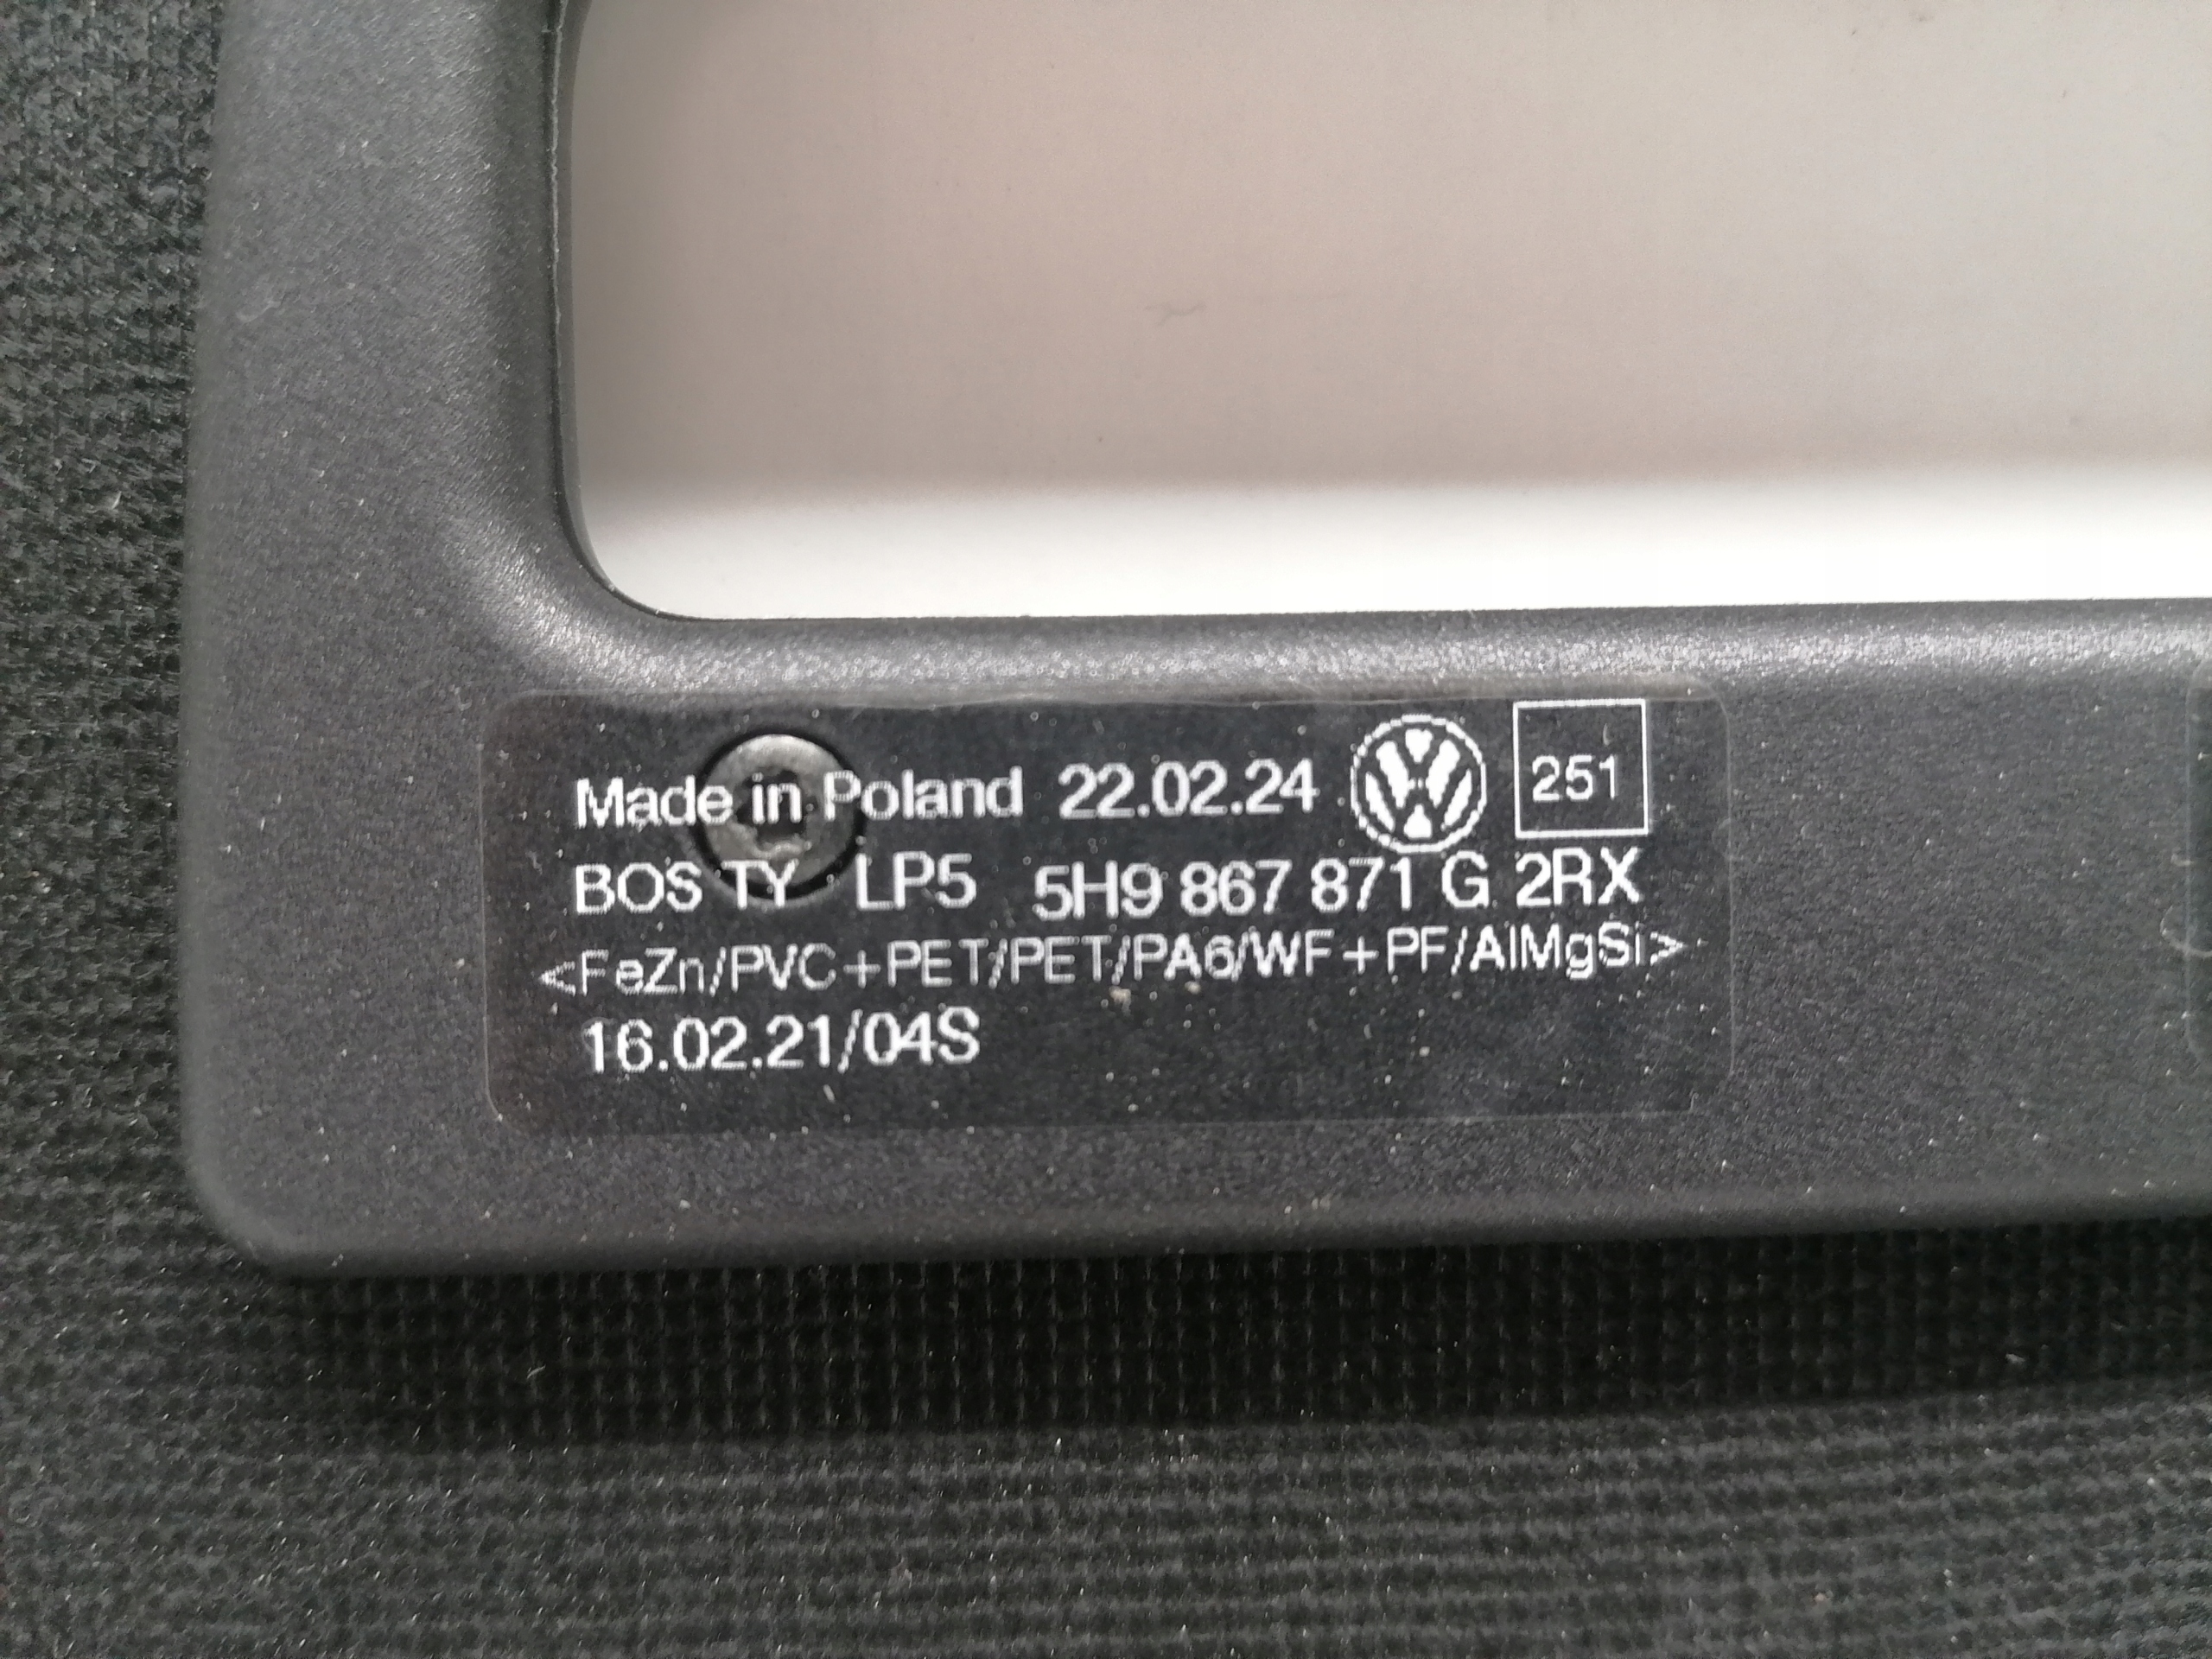 Made in Poland 22.02.24 VW 251
BOS TY LP5 5H9 867 871 G 2RX
<FeZn/PVC+PET/PET/PA6/WF+PF/AlMgSi>
16.02.21/04S